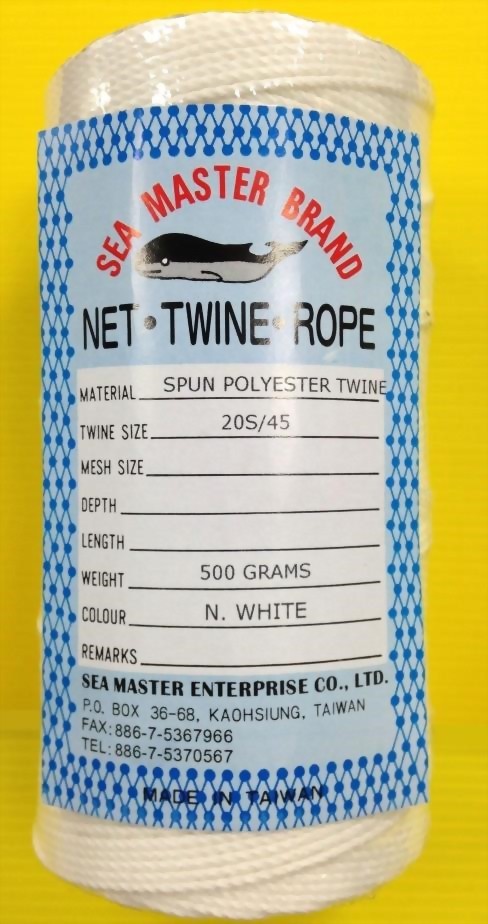 SEA MASTER BRAND
NET • TWINE • ROPE
MATERIAL SPUN POLYESTER TWINE
TWINE SIZE 20S/45
MESH SIZE
DEPTH
LENGTH
WEIGHT 500 GRAMS
COLOUR N. WHITE
REMARKS
SEA MASTER ENTERPRISE CO., LTD.
P.O. BOX 36-68, KAOHSIUNG, TAIWAN
FAX:886-7-5367966
TEL:886-7-5370567
MADE IN TAIWAN